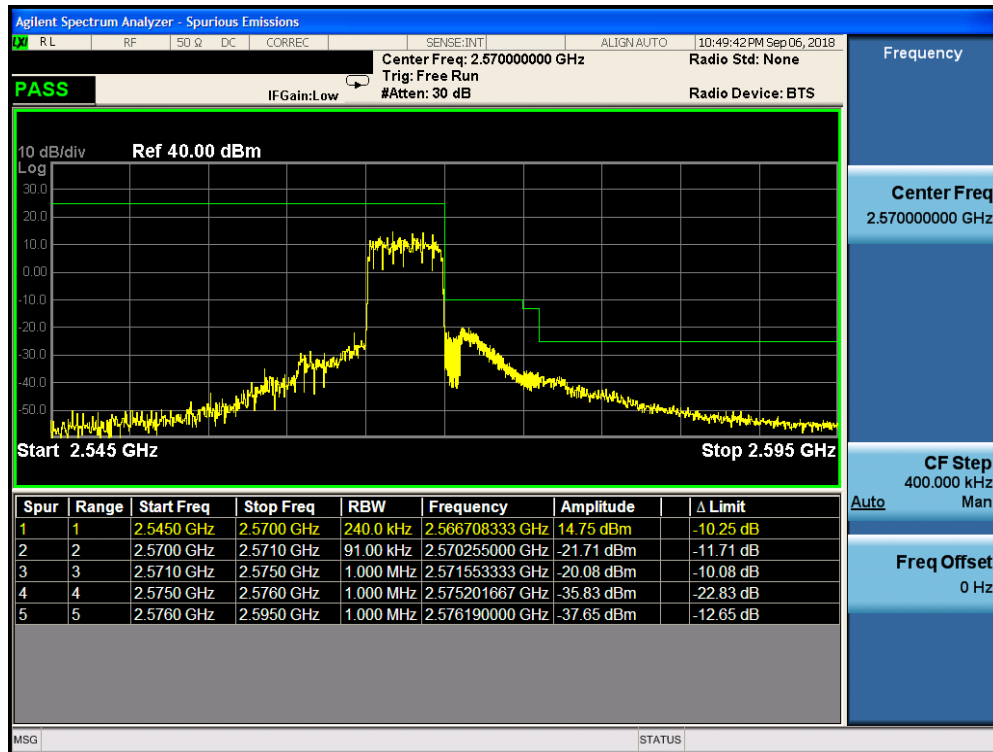 Agilent Spectrum Analyzer - Spurious Emissions
LXI RL RF 50 Ω DC CORREC SENSE:INT ALIGN AUTO 10:49:42 PM Sep 06, 2018
Center Freq: 2.570000000 GHz Radio Std: None
Trig: Free Run
PASS IFGain:Low #Atten: 30 dB Radio Device: BTS
10 dB/div Ref 40.00 dBm
Log
30.0
20.0
10.0
0.00
-10.0
-20.0
-30.0
-40.0
-50.0
Start 2.545 GHz Stop 2.595 GHz
Spur Range Start Freq Stop Freq RBW Frequency Amplitude Δ Limit
1 1 2.5450 GHz 2.5700 GHz 240.0 kHz 2.566708333 GHz 14.75 dBm -10.25 dB
2 2 2.5700 GHz 2.5710 GHz 91.00 kHz 2.570255000 GHz -21.71 dBm -11.71 dB
3 3 2.5710 GHz 2.5750 GHz 1.000 MHz 2.571553333 GHz -20.08 dBm -10.08 dB
4 4 2.5750 GHz 2.5760 GHz 1.000 MHz 2.575201667 GHz -35.83 dBm -22.83 dB
5 5 2.5760 GHz 2.5950 GHz 1.000 MHz 2.576190000 GHz -37.65 dBm -12.65 dB
MSG STATUS
Frequency
Center Freq
2.570000000 GHz
CF Step
400.000 kHz
Auto Man
Freq Offset
0 Hz